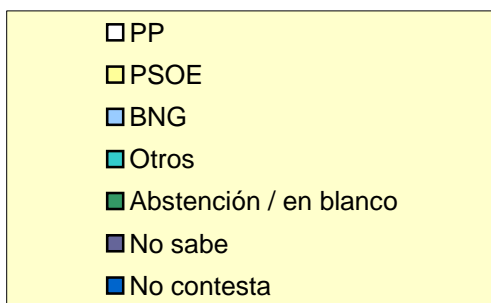 PP
PSOE
BNG
Otros
Abstención / en blanco
No sabe
No contesta